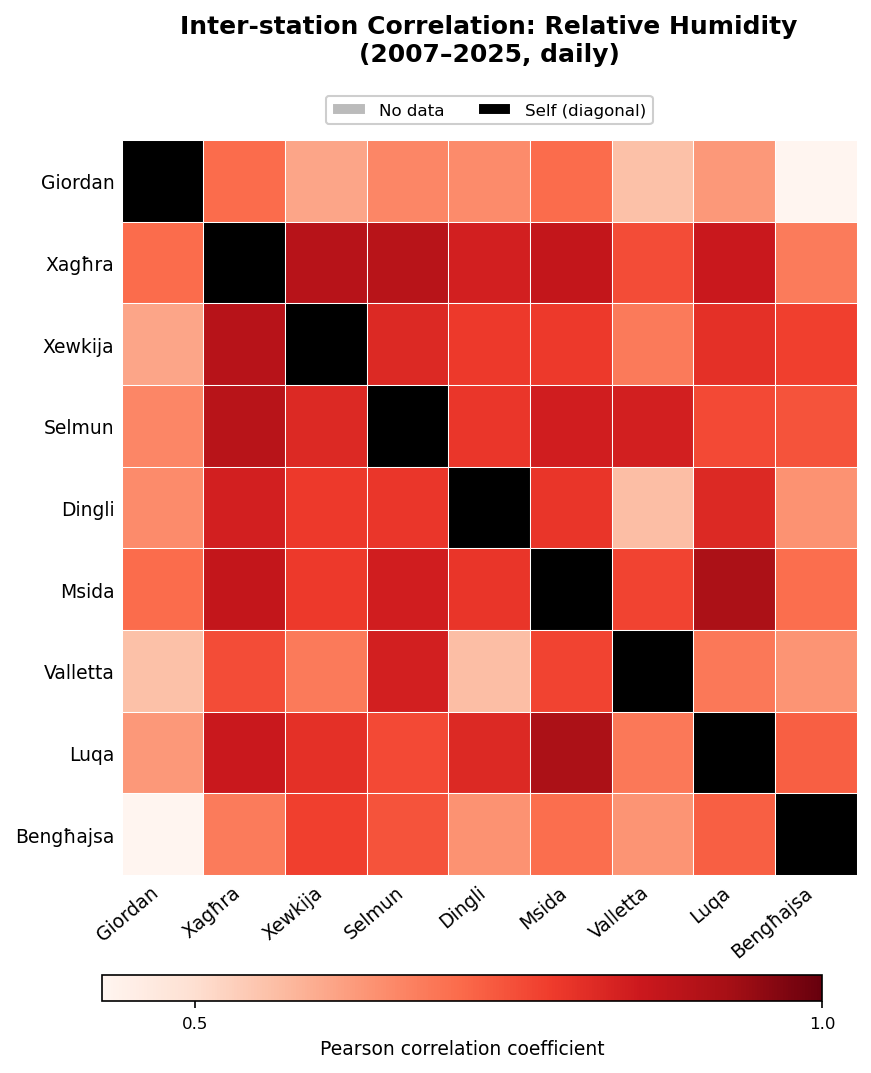 Inter-station Correlation: Relative Humidity
(2007–2025, daily)
No data
Self (diagonal)
Giordan
Xagħra
Xewkija
Selmun
Dingli
Msida
Valletta
Luqa
Bengħajsa
Giordan
Xagħra
Xewkija
Selmun
Dingli
Msida
Valletta
Luqa
Bengħajsa
0.5
1.0
Pearson correlation coefficient